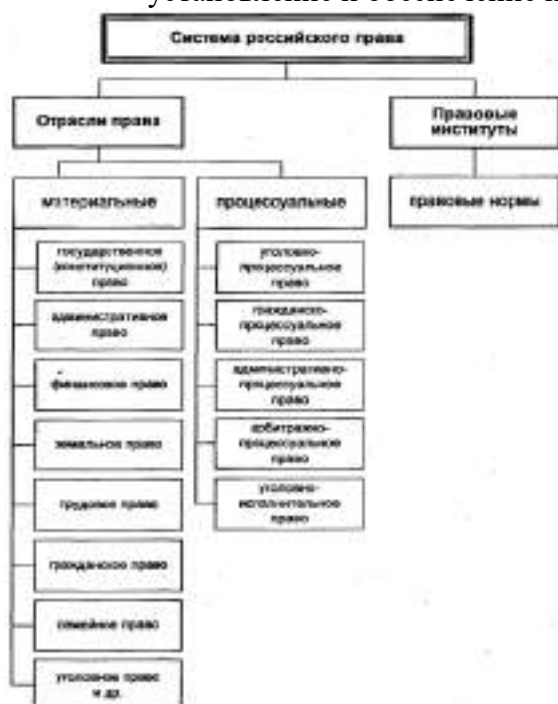 Система российского права
Отрасли права
Правовые
институты
материальные
процессуальные
правовые нормы
государственное
(конституционное)
право
административное
право
финансовое право
земельное право
трудовое право
гражданское право
семейное право
уголовное право
и др.
уголовно-
процессуальное
право
гражданско-
процессуальное
право
административно-
процессуальное
право
арбитражно-
процессуальное
право
уголовно-
исполнительное
право